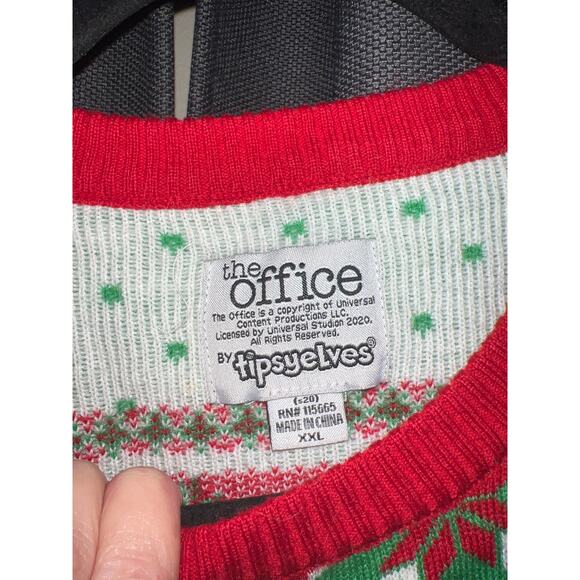 the
office
The Office is a copyright of Universal
Content Productions LLC.
Licensed by Universal Studion 2020.
All Rights Reserved.
BY tipsyelves®
(s20)
RN# 115665
MADE IN CHINA
XXL